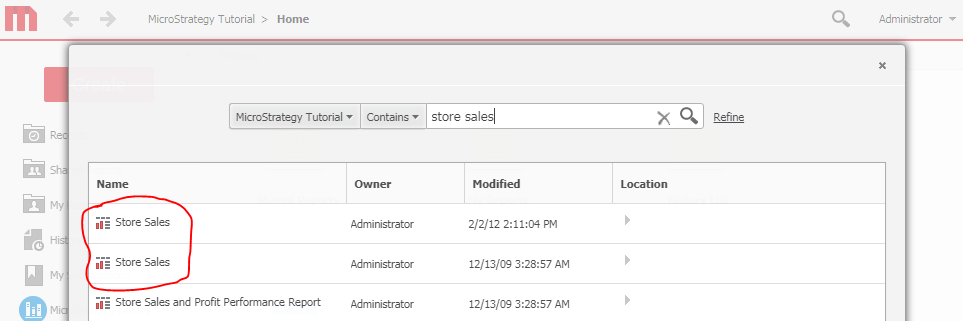 MicroStrategy Tutorial > Home
Administrator
MicroStrategy Tutorial Contains store sales Refine
Name Owner Modified Location
Store Sales Administrator 2/2/12 2:11:04 PM
Store Sales Administrator 12/13/09 3:28:57 AM
Store Sales and Profit Performance Report Administrator 12/13/09 3:28:57 AM
Rec
Sha
My
Hist
My
Mic